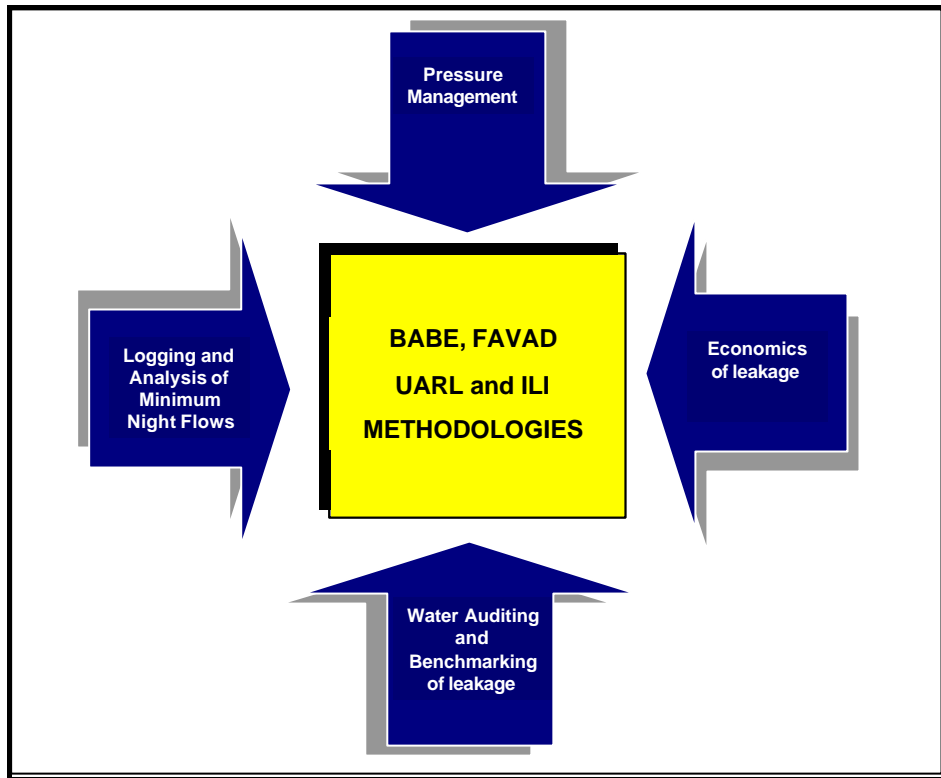 Pressure
Management
Logging and
Analysis of
Minimum
Night Flows
BABE, FAVAD
UARL and ILI
METHODOLOGIES
Economics
of leakage
Water Auditing
and
Benchmarking
of leakage